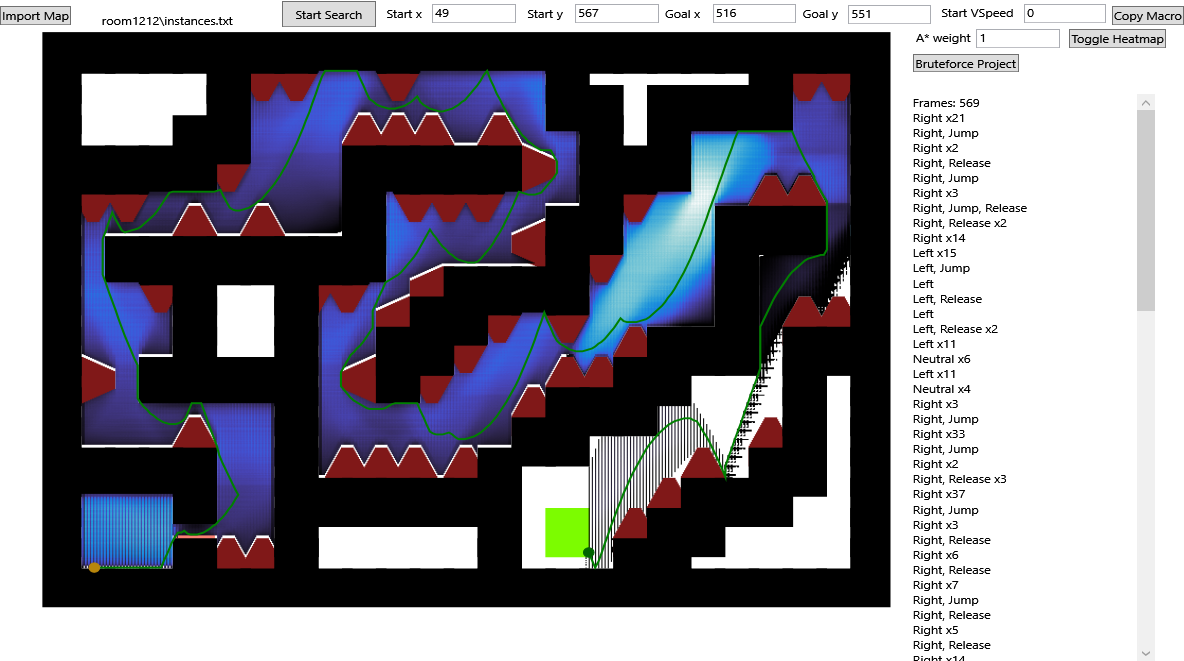 Import Map
room1212\instances.txt
Start Search
Start x 49
Start y 567
Goal x 516
Goal y 551
Start VSpeed 0
Copy Macro
A* weight 1
Toggle Heatmap
Bruteforce Project
Frames: 569
Right x21
Right, Jump
Right x2
Right, Release
Right, Jump
Right x3
Right, Jump, Release
Right, Release x2
Right x14
Left x15
Left, Jump
Left
Left, Release
Left
Left, Release x2
Left x11
Neutral x6
Left x11
Neutral x4
Right x3
Right, Jump
Right x33
Right, Jump
Right x2
Right, Release x3
Right x37
Right, Jump
Right x3
Right, Release
Right x6
Right, Release
Right x7
Right, Jump
Right, Release
Right x5
Right, Release
Right x14